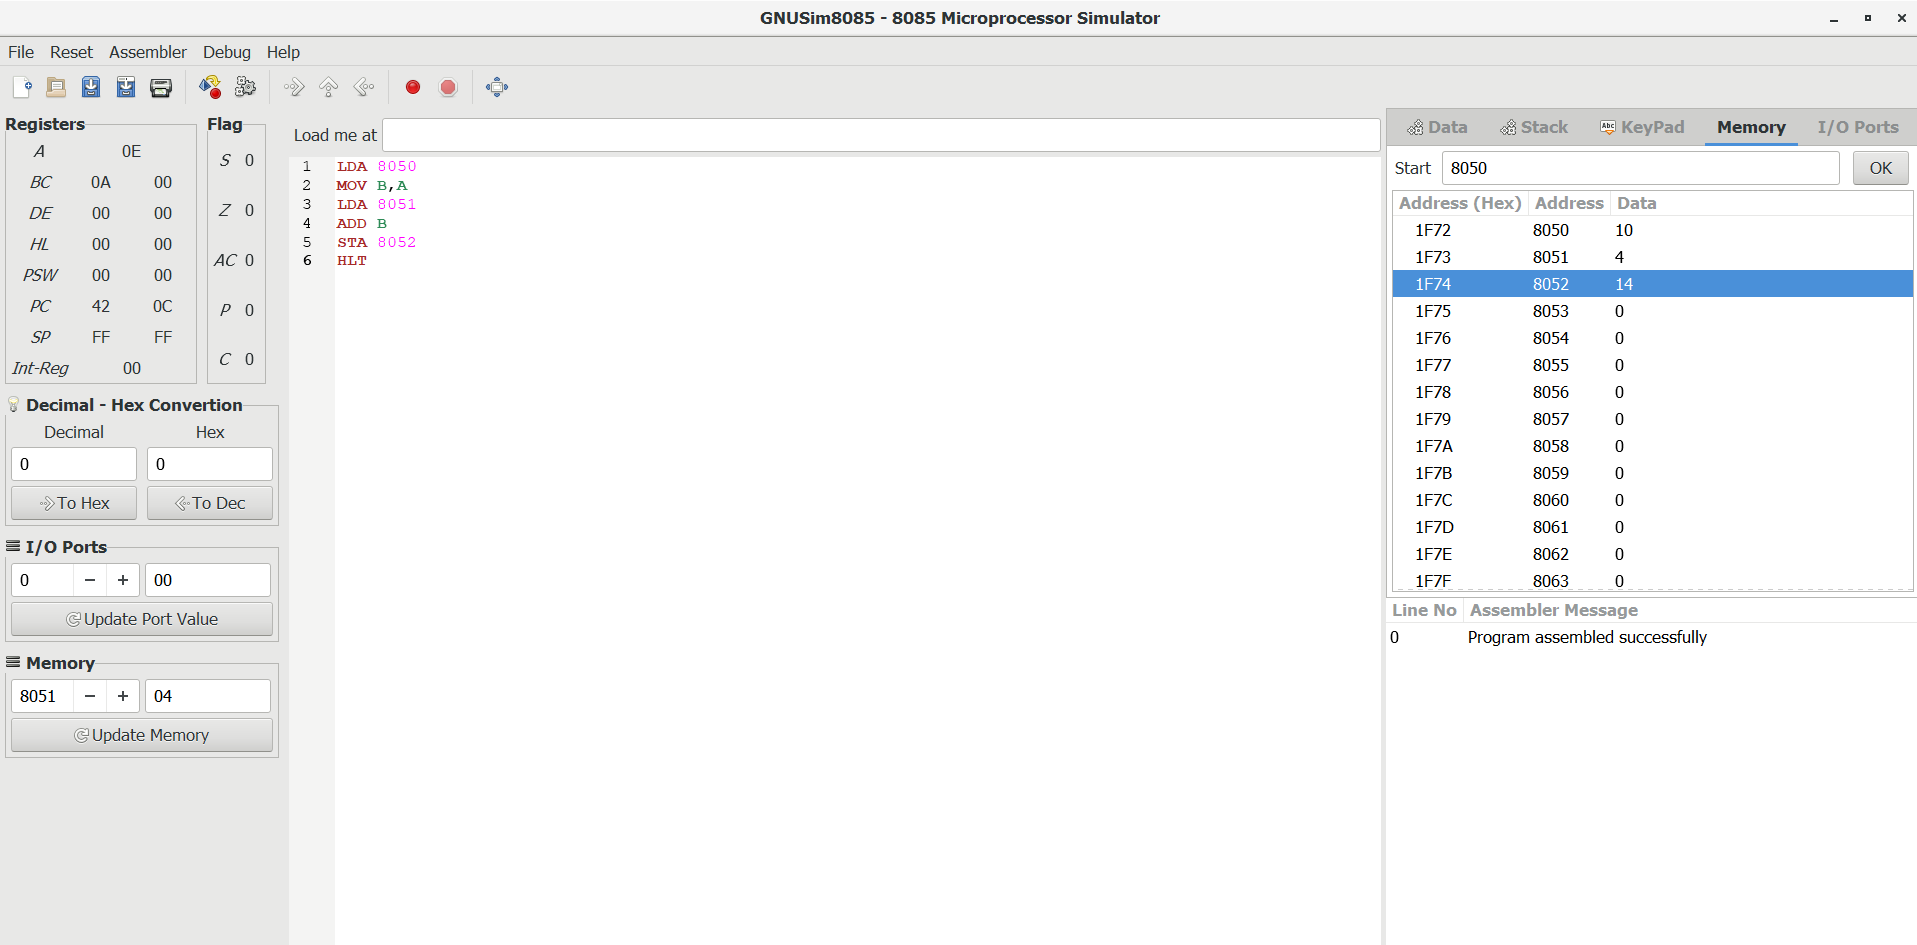 GNUSim8085 - 8085 Microprocessor Simulator
File Reset Assembler Debug Help
Registers
A 0E
BC 0A 00
DE 00 00
HL 00 00
PSW 00 00
PC 42 0C
SP FF FF
Int-Reg 00
Flag
S 0
Z 0
AC 0
P 0
C 0
Decimal - Hex Convertion
Decimal Hex
0 0
To Hex To Dec
I/O Ports
0 − + 00
Update Port Value
Memory
8051 − + 04
Update Memory
Load me at
1 LDA 8050
2 MOV B,A
3 LDA 8051
4 ADD B
5 STA 8052
6 HLT
Data Stack Abc KeyPad Memory I/O Ports
Start 8050 OK
Address (Hex) Address Data
1F72 8050 10
1F73 8051 4
1F74 8052 14
1F75 8053 0
1F76 8054 0
1F77 8055 0
1F78 8056 0
1F79 8057 0
1F7A 8058 0
1F7B 8059 0
1F7C 8060 0
1F7D 8061 0
1F7E 8062 0
1F7F 8063 0
Line No Assembler Message
0 Program assembled successfully